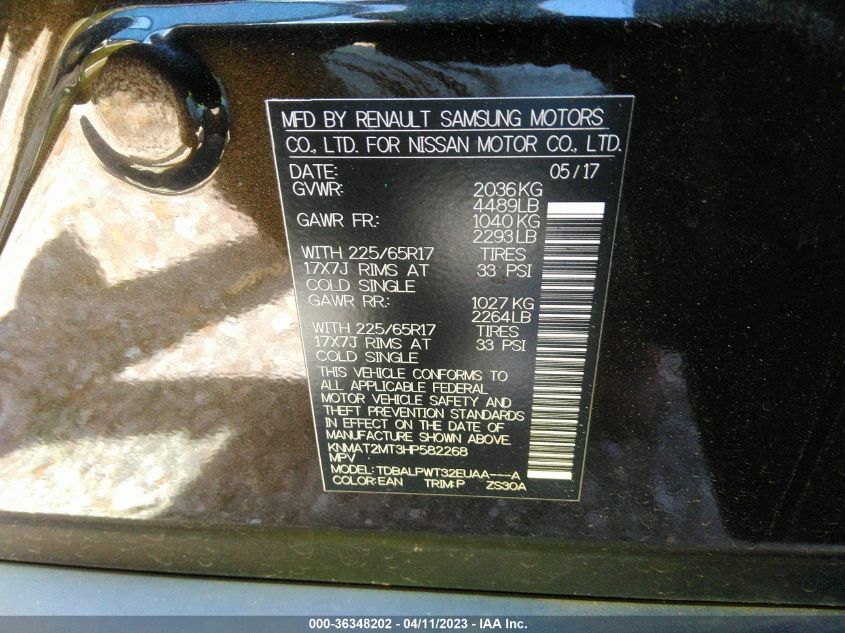 MFD BY RENAULT SAMSUNG MOTORS
CO., LTD. FOR NISSAN MOTOR CO., LTD.
DATE: 05/17
GVWR: 2036KG
4489LB
GAWR FR: 1040KG
2293LB
WITH 225/65R17 TIRES
17X7J RIMS AT 33 PSI
COLD SINGLE
GAWR RR: 1027KG
2264LB
WITH 225/65R17 TIRES
17X7J RIMS AT 33 PSI
COLD SINGLE
THIS VEHICLE CONFORMS TO
ALL APPLICABLE FEDERAL
MOTOR VEHICLE SAFETY AND
THEFT PREVENTION STANDARDS
IN EFFECT ON THE DATE OF
MANUFACTURE SHOWN ABOVE.
KNMAT2MT3HP582268
MPV
MODEL: TDBALPWT32EUAA---A
COLOR:EAN TRIM:P ZS30A
000-36348202 - 04/11/2023 - IAA Inc.